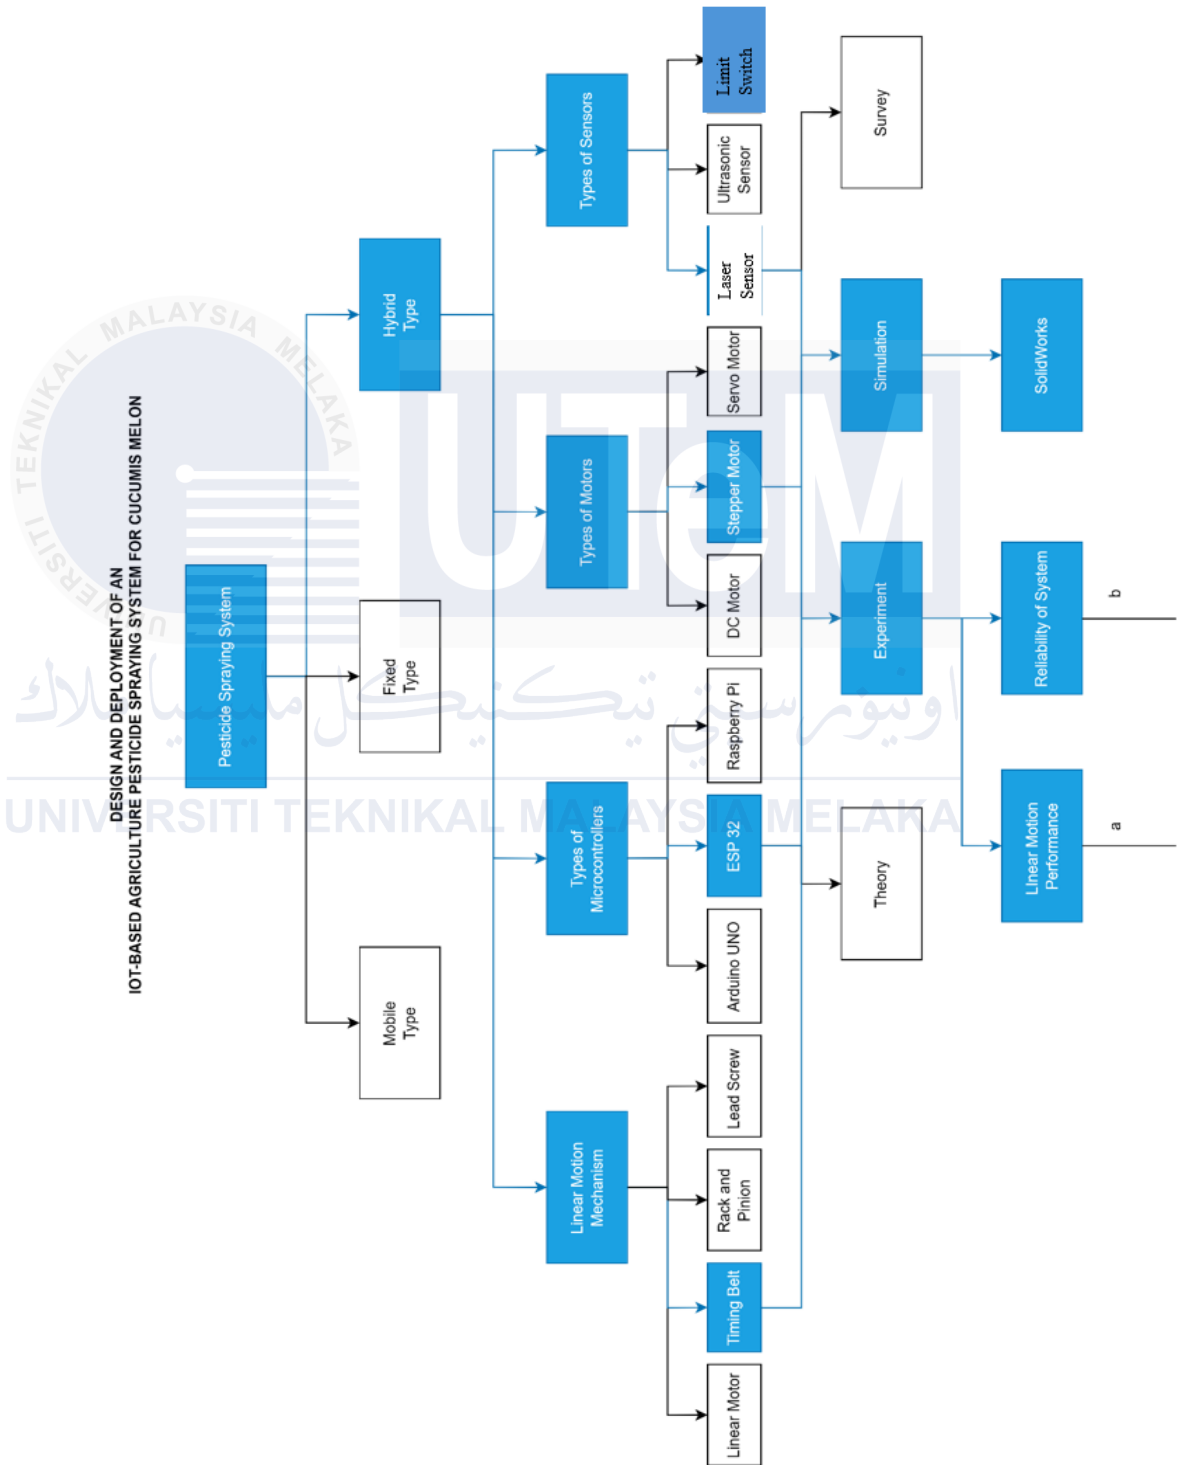 DESIGN AND DEPLOYMENT OF AN
IOT-BASED AGRICULTURE PESTICIDE SPRAYING SYSTEM FOR CUCUMIS MELON
Pesticide Spraying System
Mobile
Type
Fixed
Type
Hybrid
Type
Linear Motion
Mechanism
Types of
Microcontrollers
Types of Motors
Types of Sensors
Linear Motor
Timing Belt
Rack and
Pinion
Lead Screw
Arduino UNO
ESP 32
Raspberry Pi
DC Motor
Stepper Motor
Servo Motor
Laser
Sensor
Ultrasonic
Sensor
Limit
Switch
Theory
Experiment
Simulation
Survey
LInear Motion
Performance
Reliability of System
SolidWorks
a
b
UNIVERSITI TEKNIKAL MALAYSIA MELAKA
UTeM
اونيۏرسيتي تيكنيكل مليسيا ملاك
UNIVERSITI TEKNIKAL MALAYSIA MELAKA